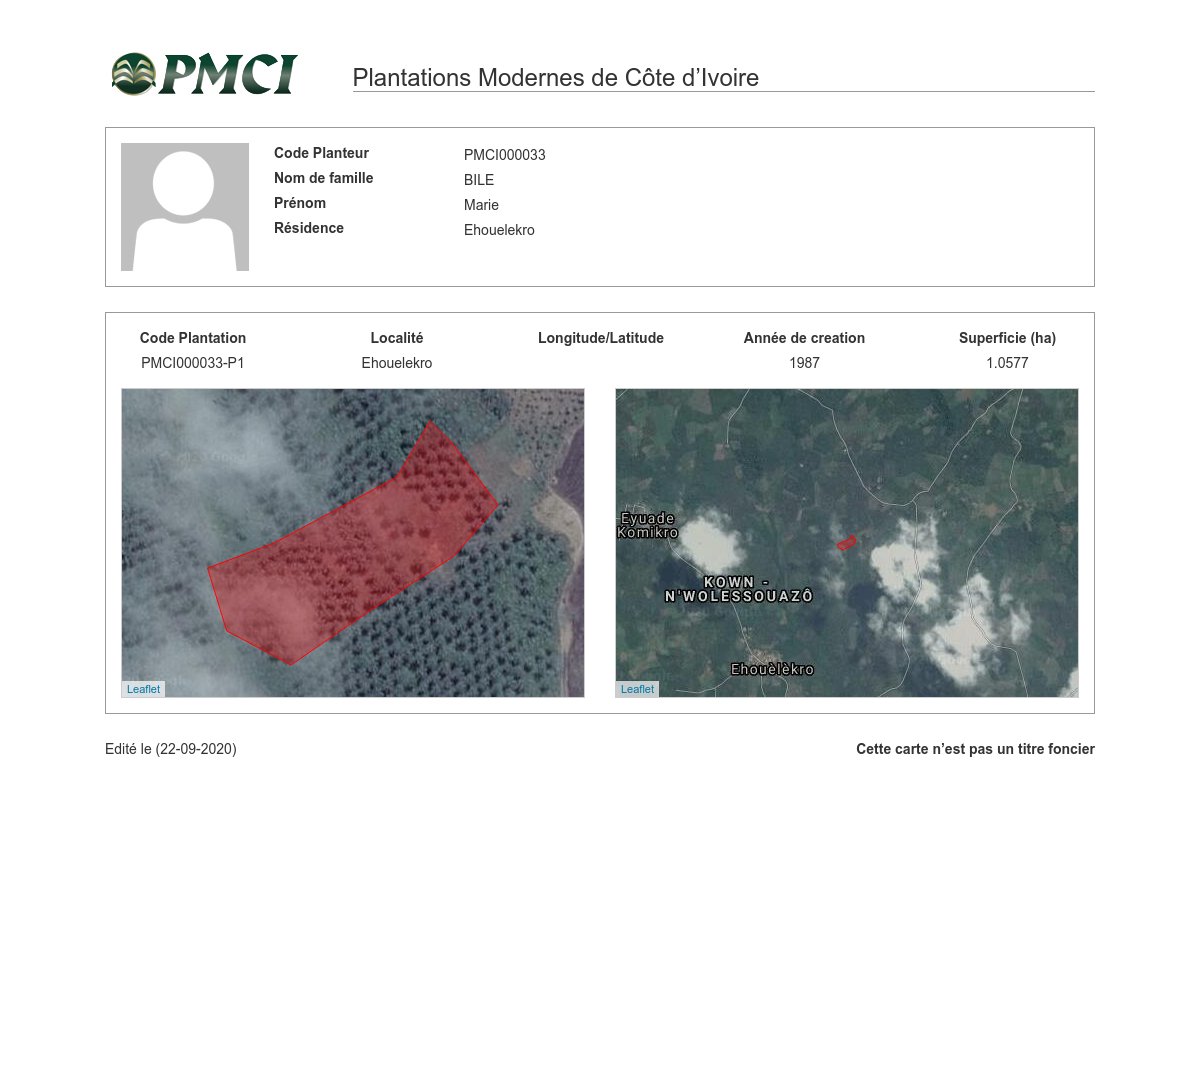 PMCI
Plantations Modernes de Côte d’Ivoire
Code Planteur PMCI000033
Nom de famille BILE
Prénom Marie
Résidence Ehouelekro
Code Plantation Localité Longitude/Latitude Année de creation Superficie (ha)
PMCI000033-P1 Ehouelekro 1987 1.0577
Eyuade
Komikro
KOWN -
N'WOLESSOUAZÔ
Ehouèlèkro
Leaflet
Leaflet
Edité le (22-09-2020) Cette carte n’est pas un titre foncier